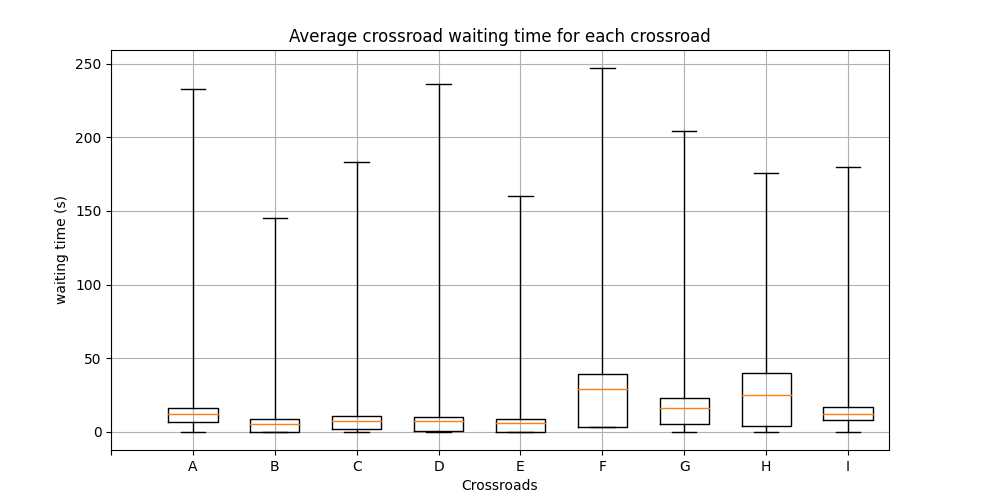 Average crossroad waiting time for each crossroad
250
200
150
100
50
0
waiting time (s)
A B C D E F G H I
Crossroads